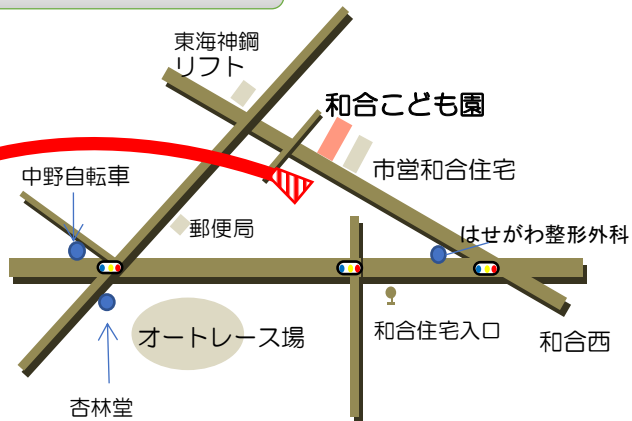 東海神鋼
リフト
和合こども園
中野自転車
市営和合住宅
郵便局
はせがわ整形外科
オートレース場
和合住宅入口
和合西
杏林堂